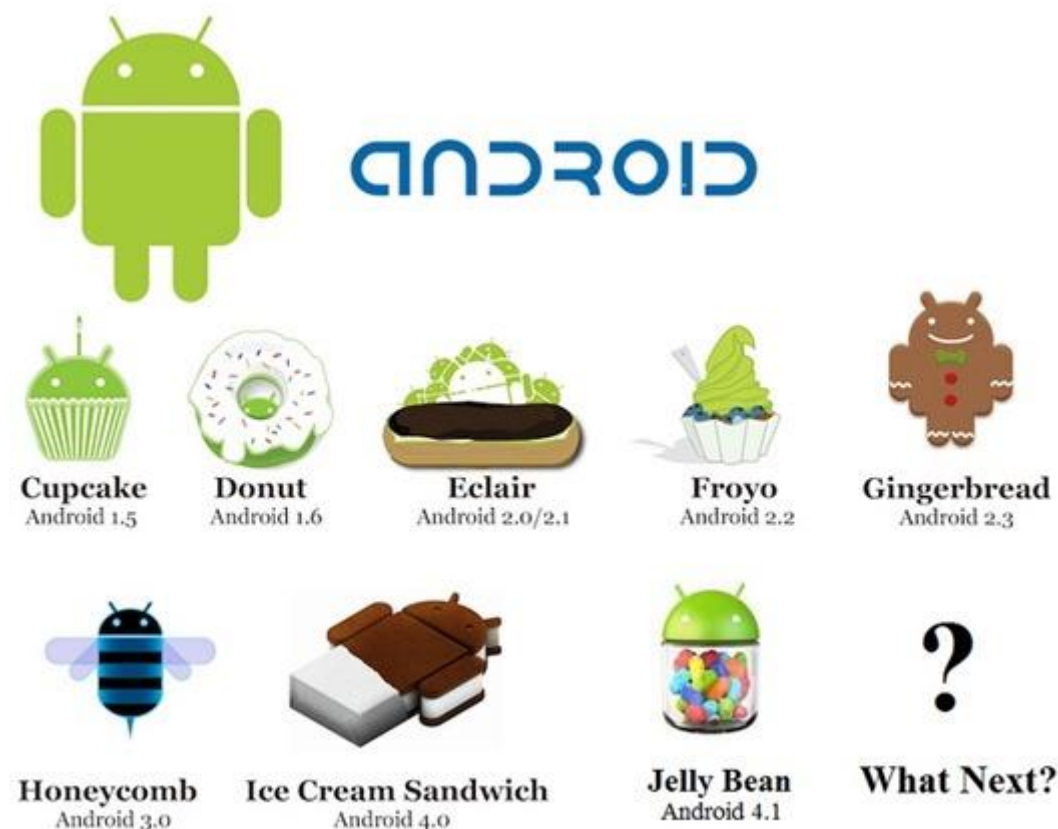 ANDROID
Cupcake
Android 1.5
Donut
Android 1.6
Eclair
Android 2.0/2.1
Froyo
Android 2.2
Gingerbread
Android 2.3
Honeycomb
Android 3.0
Ice Cream Sandwich
Android 4.0
Jelly Bean
Android 4.1
?
What Next?